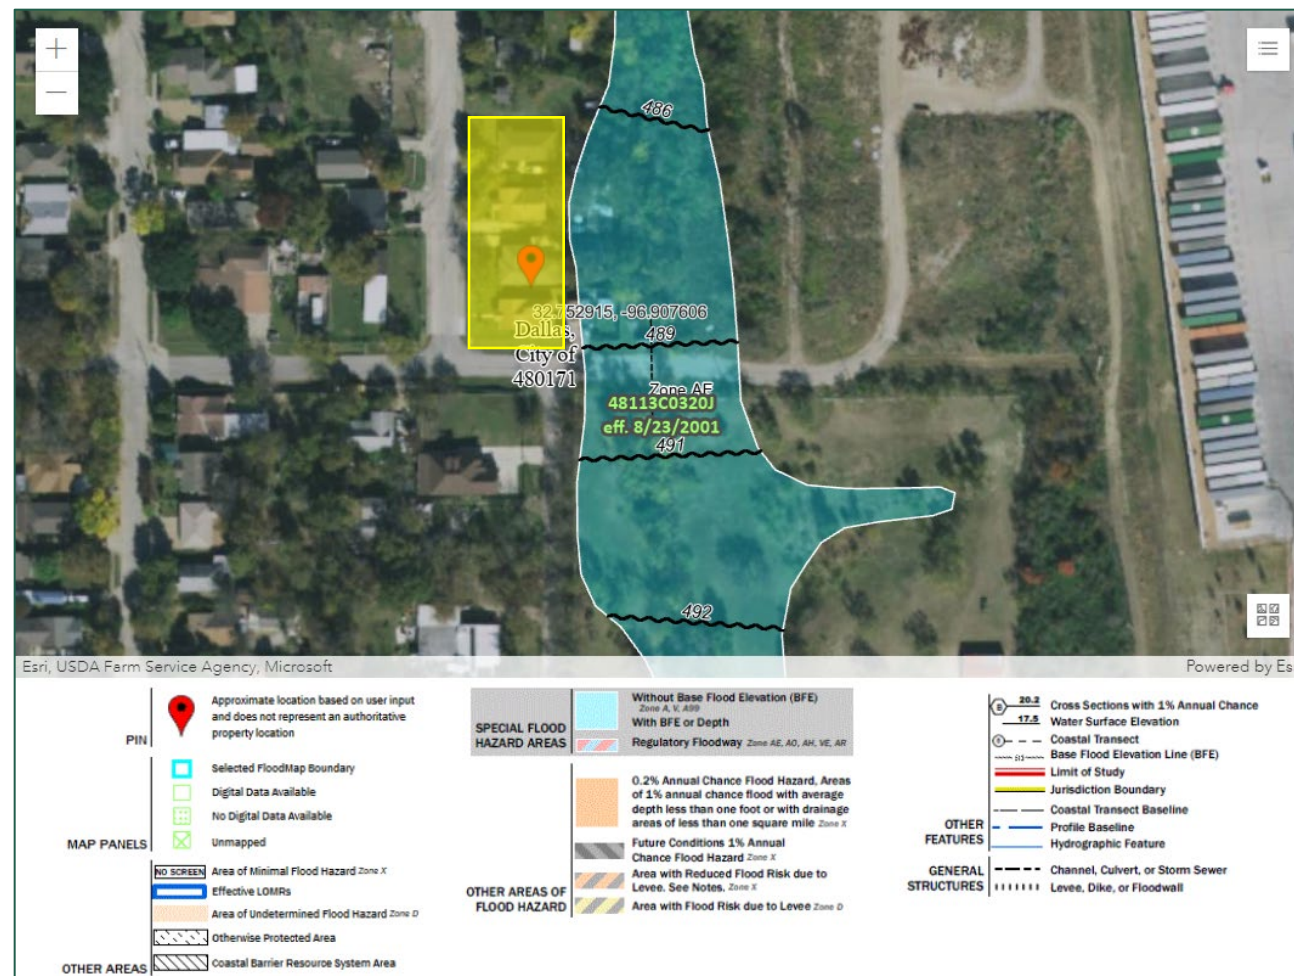 486
32.752915, -96.907606
Dallas,
City of
480171
489
Zone AE
48113C0320J
eff. 8/23/2001
491
492
Esri, USDA Farm Service Agency, Microsoft
Powered by Es
PIN
Approximate location based on user input
and does not represent an authoritative
property location
MAP PANELS
Selected FloodMap Boundary
Digital Data Available
No Digital Data Available
Unmapped
OTHER AREAS
NO SCREEN Area of Minimal Flood Hazard Zone X
Effective LOMRs
Area of Undetermined Flood Hazard Zone D
Otherwise Protected Area
Coastal Barrier Resource System Area
SPECIAL FLOOD
HAZARD AREAS
Without Base Flood Elevation (BFE)
Zone A, V, A99
With BFE or Depth
Regulatory Floodway Zone AE, AO, AH, VE, AR
OTHER AREAS OF
FLOOD HAZARD
0.2% Annual Chance Flood Hazard, Areas
of 1% annual chance flood with average
depth less than one foot or with drainage
areas of less than one square mile Zone X
Future Conditions 1% Annual
Chance Flood Hazard Zone X
Area with Reduced Flood Risk due to
Levee. See Notes. Zone X
Area with Flood Risk due to Levee Zone D
OTHER
FEATURES
20.2 Cross Sections with 1% Annual Chance
17.5 Water Surface Elevation
Coastal Transect
Base Flood Elevation Line (BFE)
Limit of Study
Jurisdiction Boundary
Coastal Transect Baseline
Profile Baseline
Hydrographic Feature
GENERAL
STRUCTURES
Channel, Culvert, or Storm Sewer
Levee, Dike, or Floodwall